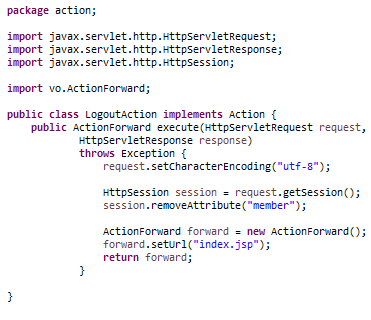 package action;
import javax.servlet.http.HttpServletRequest;
import javax.servlet.http.HttpServletResponse;
import javax.servlet.http.HttpSession;
import vo.ActionForward;
public class LogoutAction implements Action {
public ActionForward execute(HttpServletRequest request,
HttpServletResponse response)
throws Exception {
request.setCharacterEncoding("utf-8");
HttpSession session = request.getSession();
session.removeAttribute("member");
ActionForward forward = new ActionForward();
forward.setUrl("index.jsp");
return forward;
}
}